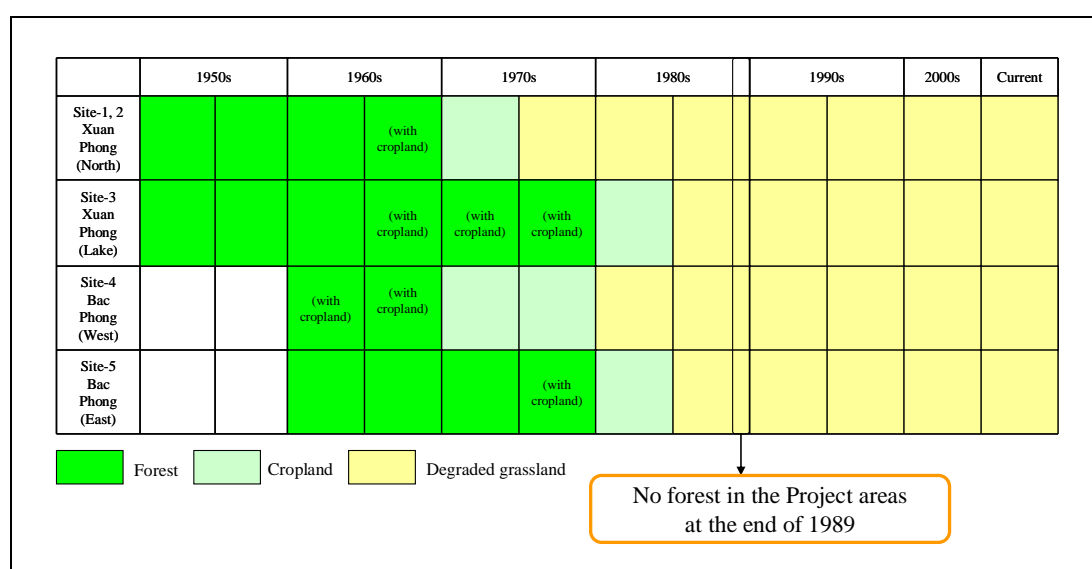 1950s 1960s 1970s 1980s 1990s 2000s Current
Site-1, 2
Xuan
Phong
(North)
(with
cropland)
Site-3
Xuan
Phong
(Lake)
(with
cropland)
(with
cropland)
(with
cropland)
Site-4
Bac
Phong
(West)
(with
cropland)
(with
cropland)
Site-5
Bac
Phong
(East)
(with
cropland)
Forest Cropland Degraded grassland
No forest in the Project areas
at the end of 1989